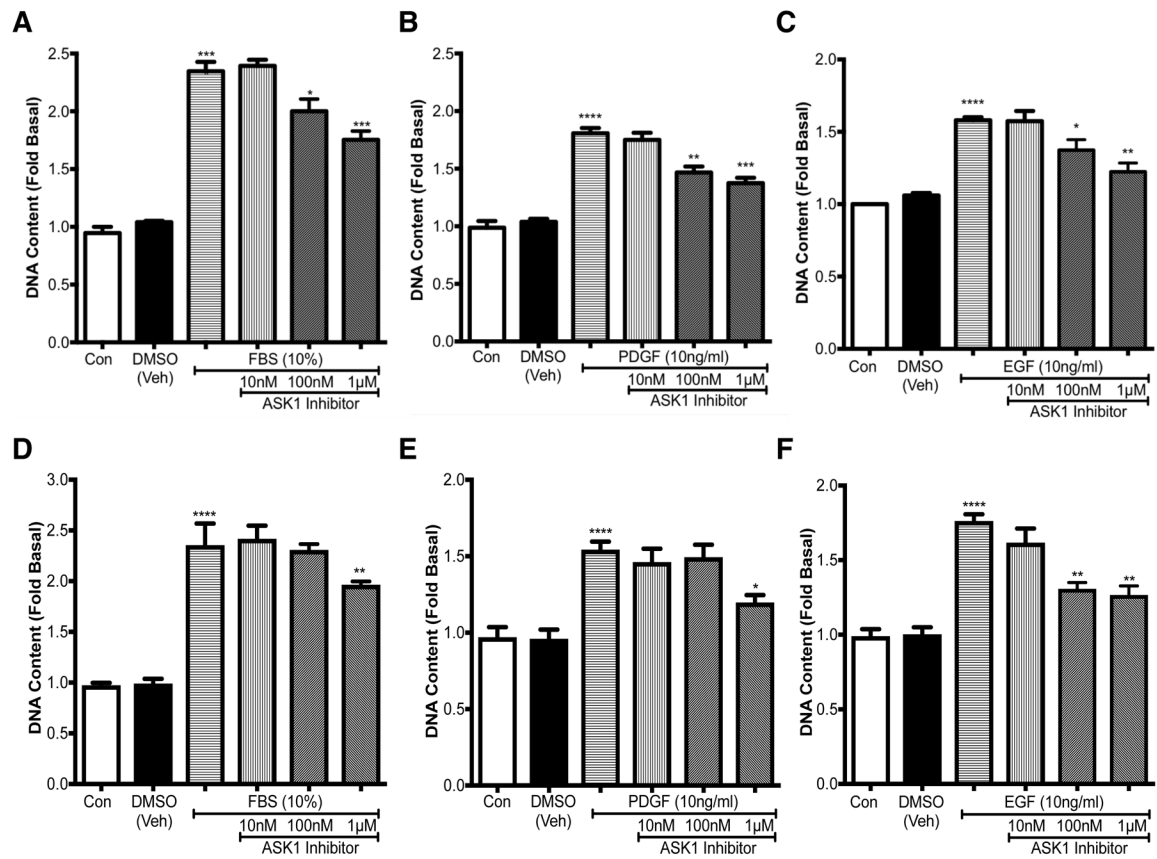 A
DNA Content (Fold Basal)
2.5
2.0
1.5
1.0
0.5
0.0
***
*
***
Con
DMSO
(Veh)
FBS (10%)
10nM 100nM 1µM
ASK1 Inhibitor
B
DNA Content (Fold Basal)
2.5
2.0
1.5
1.0
0.5
0.0
****
**
***
Con
DMSO
(Veh)
PDGF (10ng/ml)
10nM 100nM 1µM
ASK1 Inhibitor
C
DNA Content (Fold Basal)
2.0
1.5
1.0
0.5
0.0
****
*
**
Con
DMSO
(Veh)
EGF (10ng/ml)
10nM 100nM 1µM
ASK1 Inhibitor
D
DNA Content (Fold Basal)
3.0
2.5
2.0
1.5
1.0
0.5
0.0
****
**
Con
DMSO
(Veh)
FBS (10%)
10nM 100nM 1µM
ASK1 Inhibitor
E
DNA Content (Fold Basal)
2.0
1.5
1.0
0.5
0.0
****
*
Con
DMSO
(Veh)
PDGF (10ng/ml)
10nM 100nM 1µM
ASK1 Inhibitor
F
DNA Content (Fold Basal)
2.0
1.5
1.0
0.5
0.0
****
**
**
Con
DMSO
(Veh)
EGF (10ng/ml)
10nM 100nM 1µM
ASK1 Inhibitor